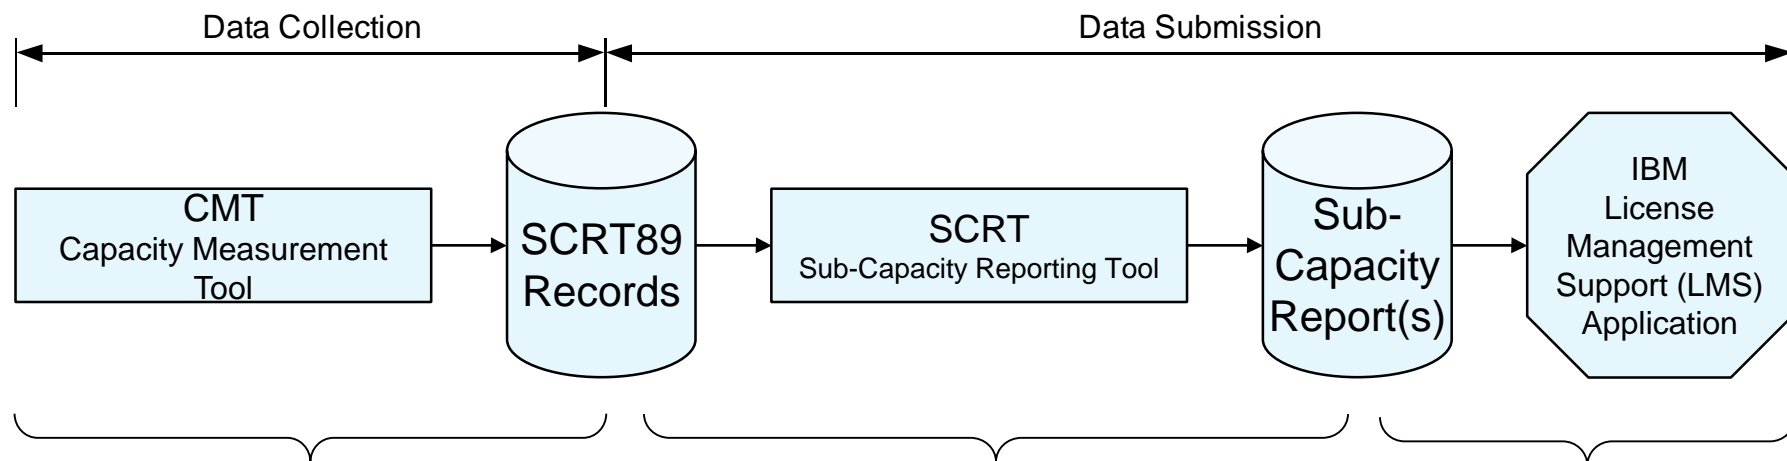 Data Collection
Data Submission
CMT
Capacity Measurement
Tool
SCRT89
Records
SCRT
Sub-Capacity Reporting Tool
Sub-
Capacity
Report(s)
IBM
License
Management
Support (LMS)
Application